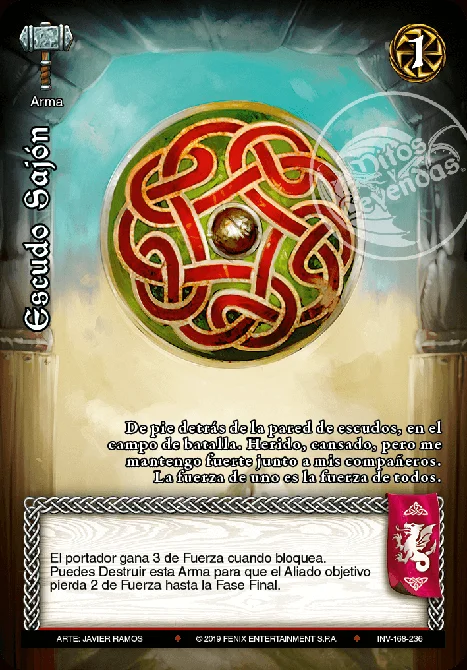 1
Arma
Mitos
Leyendas
Escudo Sajón
De pie detrás de la pared de escudos, en el
campo de batalla. Herido, cansado, pero me
mantengo fuerte junto a mis compañeros.
La fuerza de uno es la fuerza de todos.
El portador gana 3 de Fuerza cuando bloquea.
Puedes Destruir esta Arma para que el Aliado objetivo
pierda 2 de Fuerza hasta la Fase Final.
ARTE: JAVIER RAMOS ♦ © 2019 FENIX ENTERTAINMENT S.P.A. ♦ INV-168-236